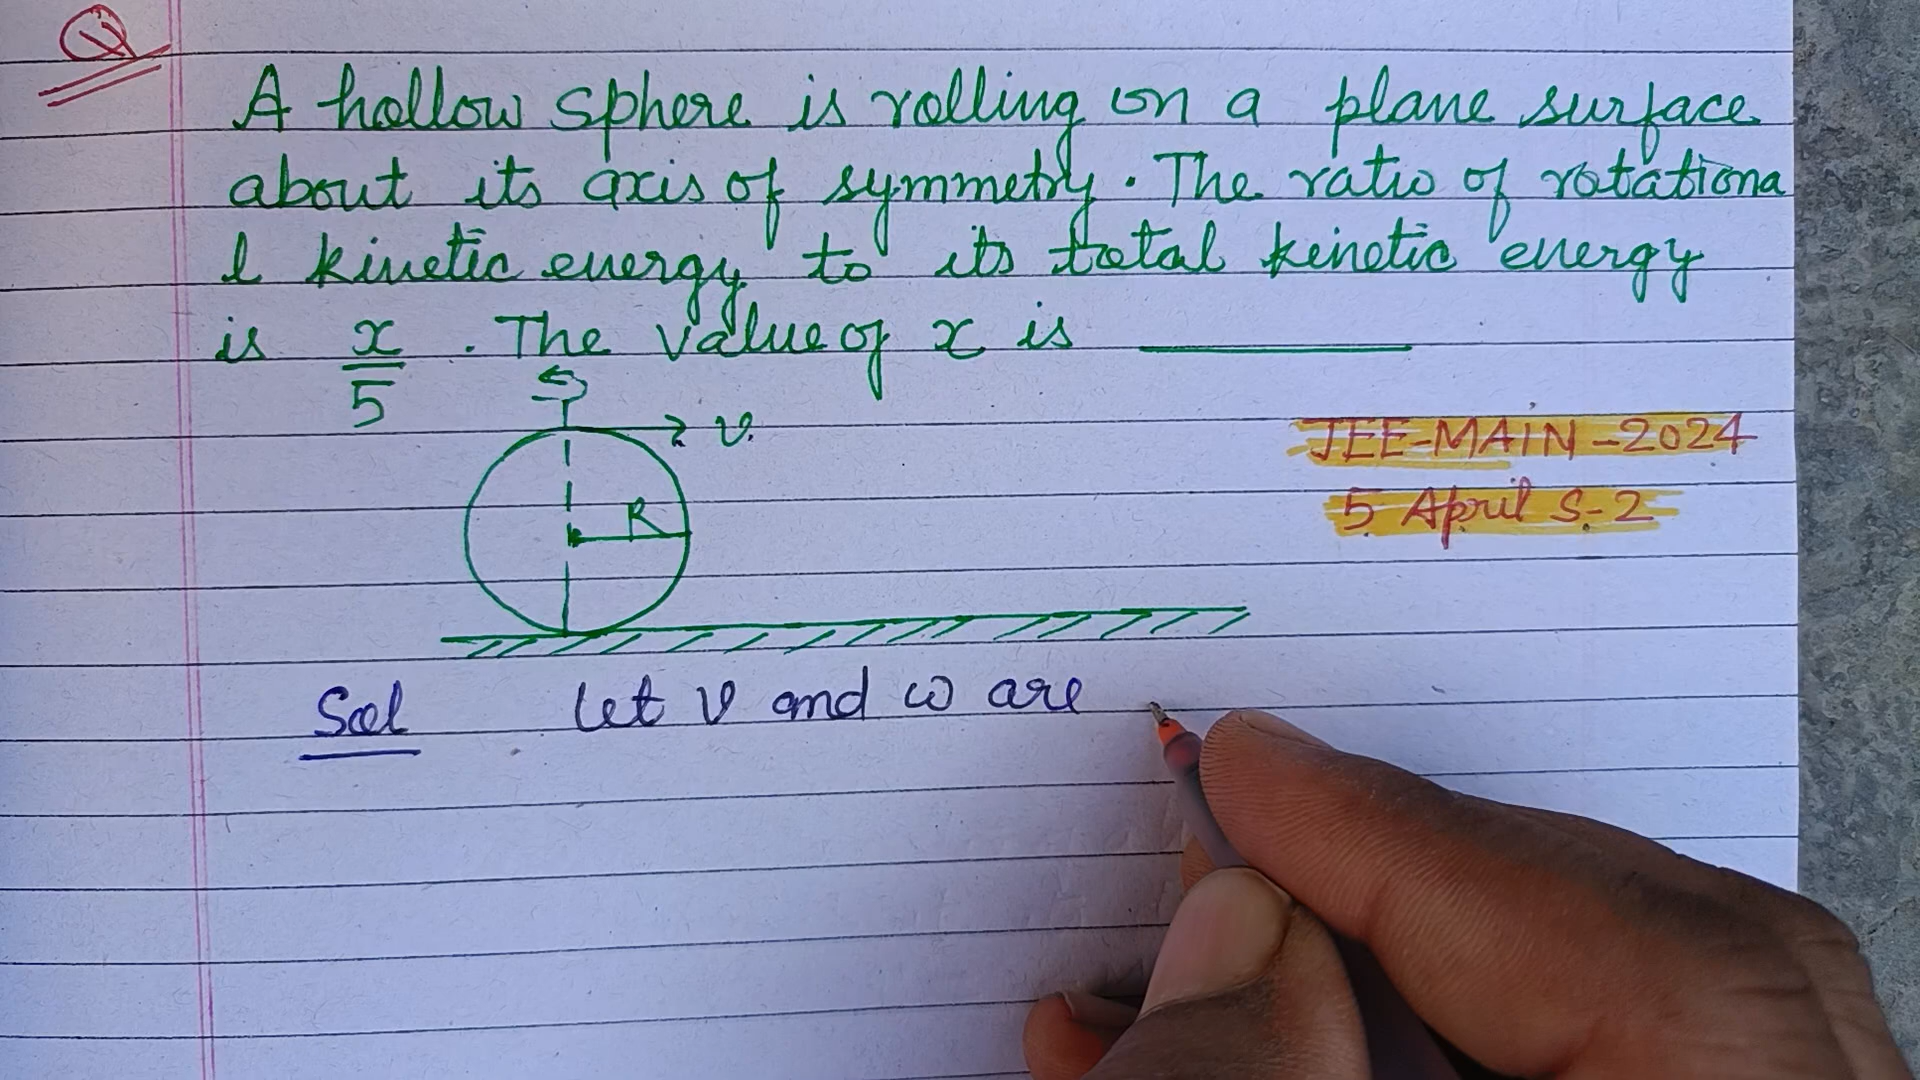 Q
A hollow sphere is rolling on a plane surface
about its axis of symmetry. The ratio of rotationa
l kinetic energy to its total kinetic energy
is x/5 . The value of x is ________
v.
R
JEE-MAIN-2024
5 April S-2
Sol let v and ω are